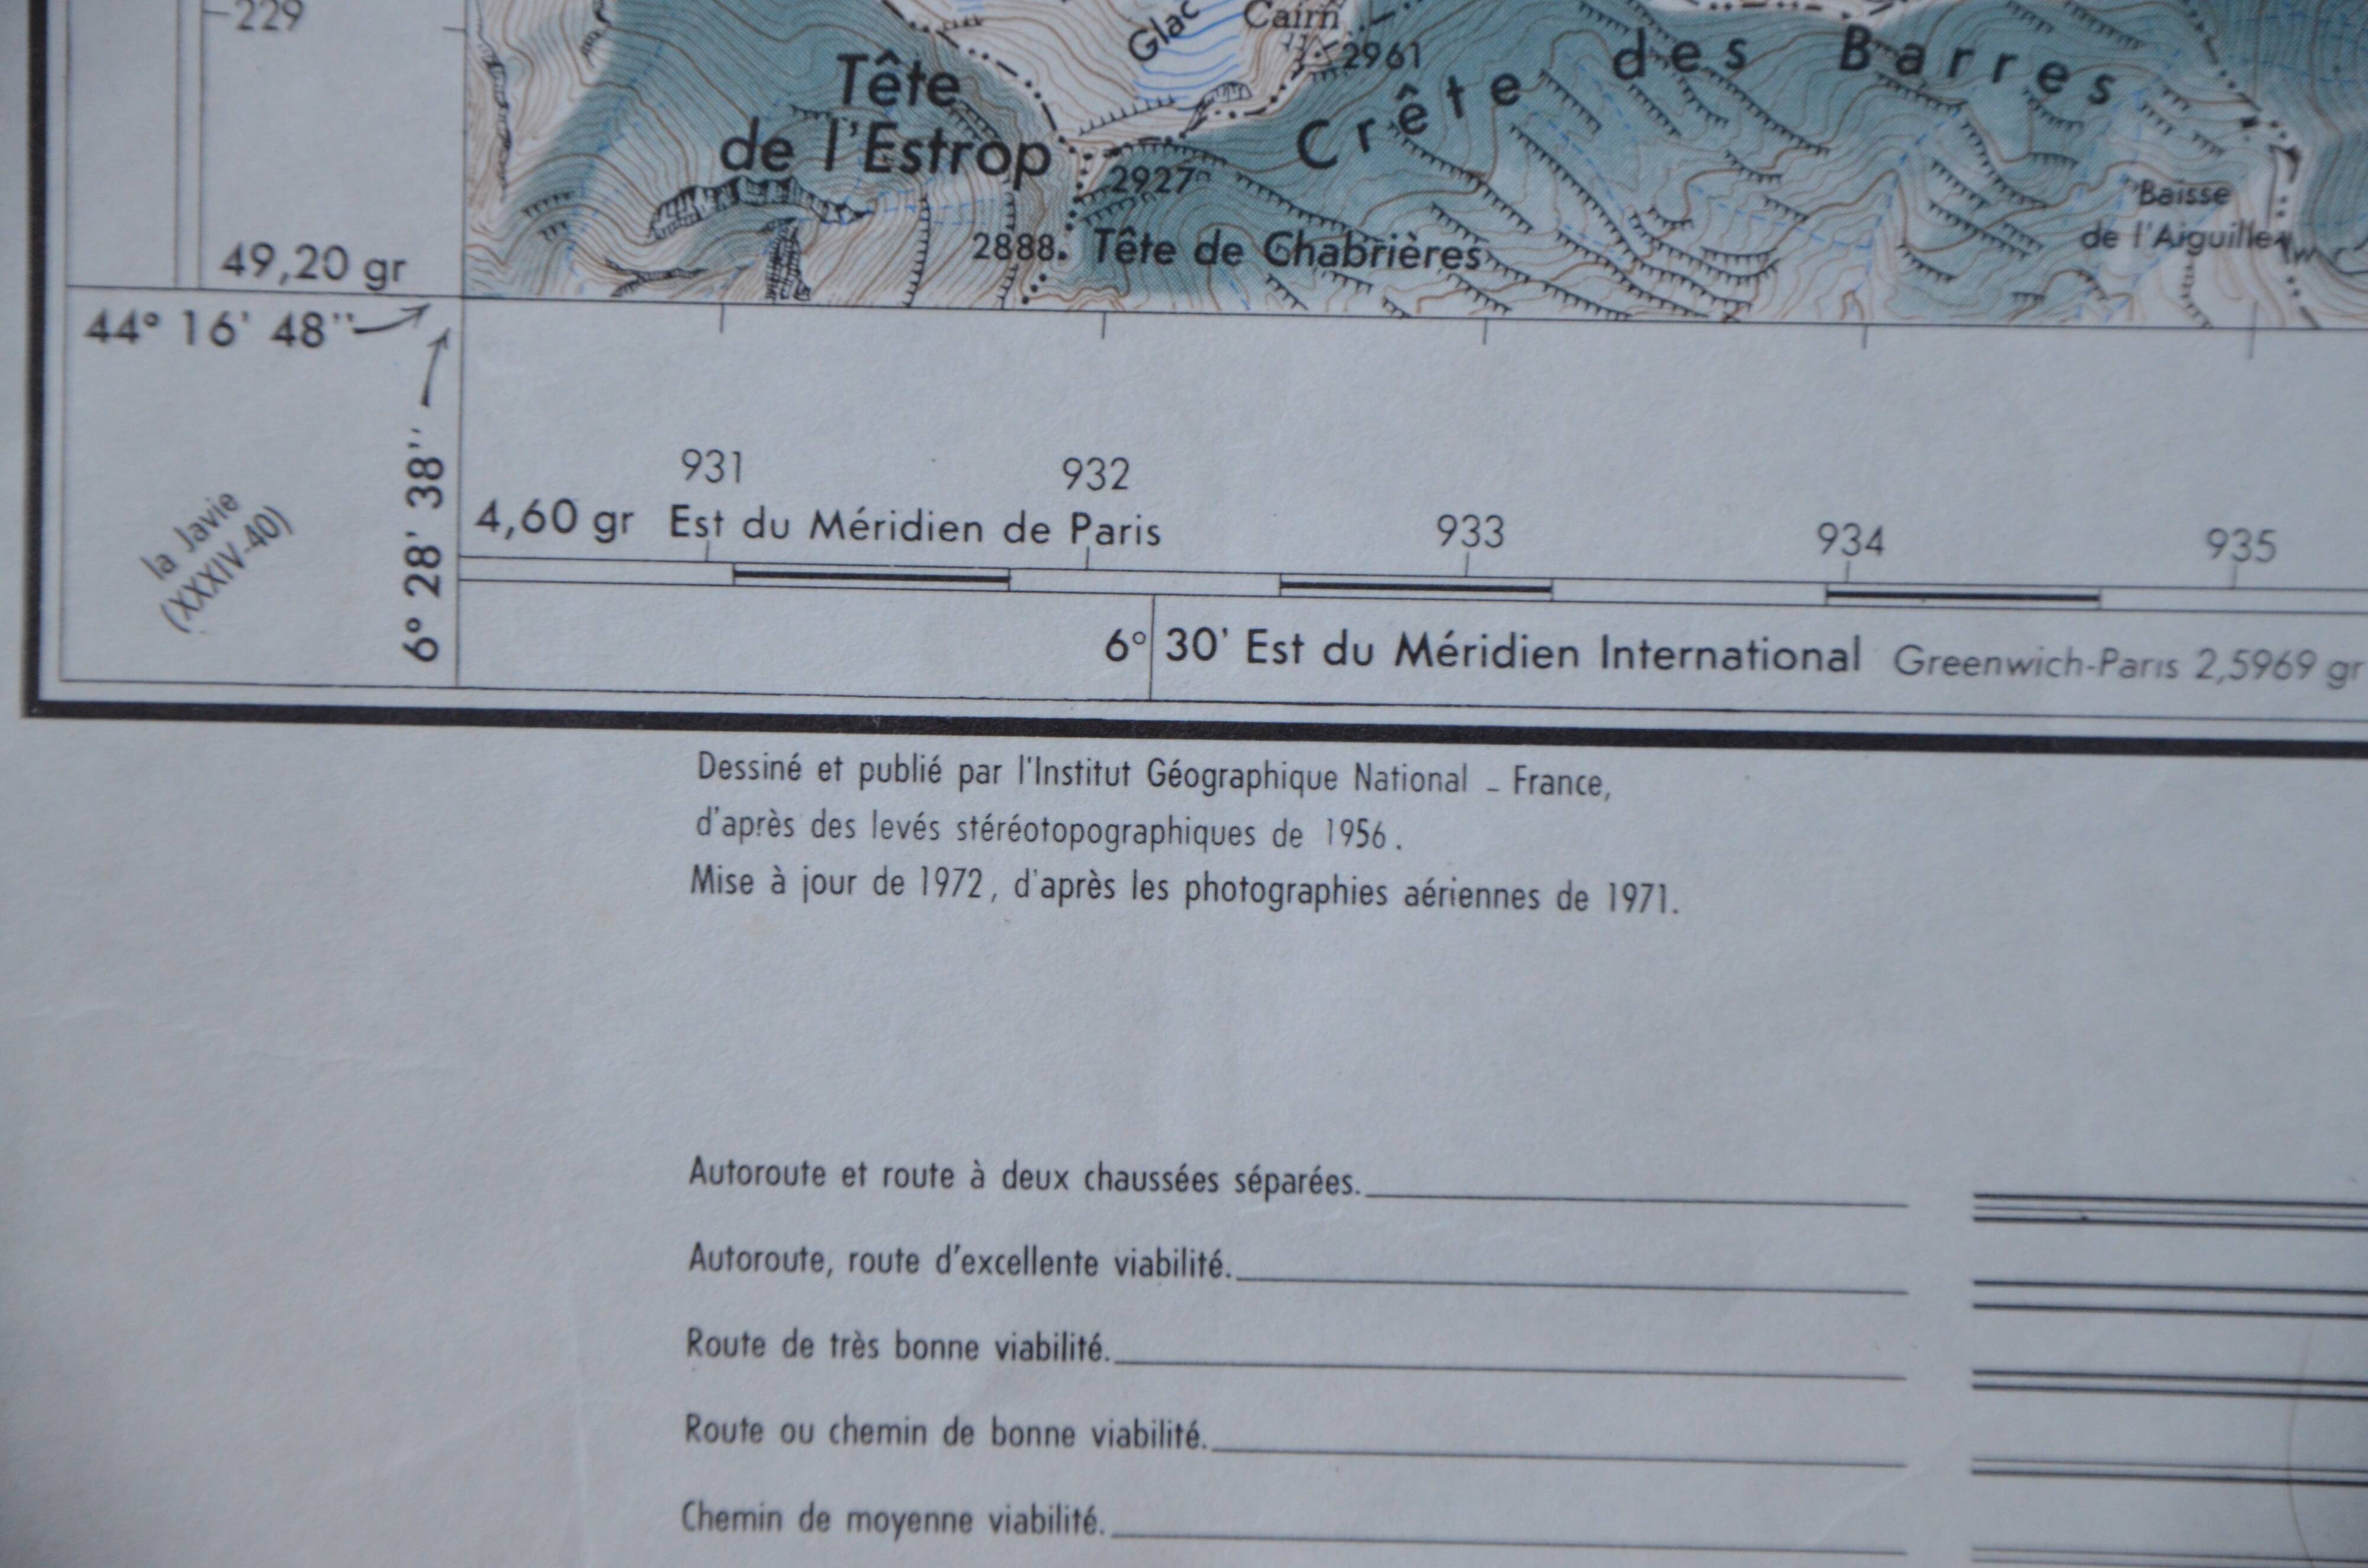 229
Glac
Cairn
2961
Tête
de l'Estrop
Crête des Barres
2927
Baisse
de l'Aiguille
2888. Tête de Chabrières
49,20 gr
44° 16' 48''
6° 28' 38''
la Javie
(XXXIV-40)
931 932 933 934 935
4,60 gr Est du Méridien de Paris
6° 30' Est du Méridien International Greenwich-Paris 2,5969 gr
Dessiné et publié par l'Institut Géographique National - France,
d'après des levés stéréotopographiques de 1956.
Mise à jour de 1972, d'après les photographies aériennes de 1971.
Autoroute et route à deux chaussées séparées.
Autoroute, route d'excellente viabilité.
Route de très bonne viabilité.
Route ou chemin de bonne viabilité.
Chemin de moyenne viabilité.